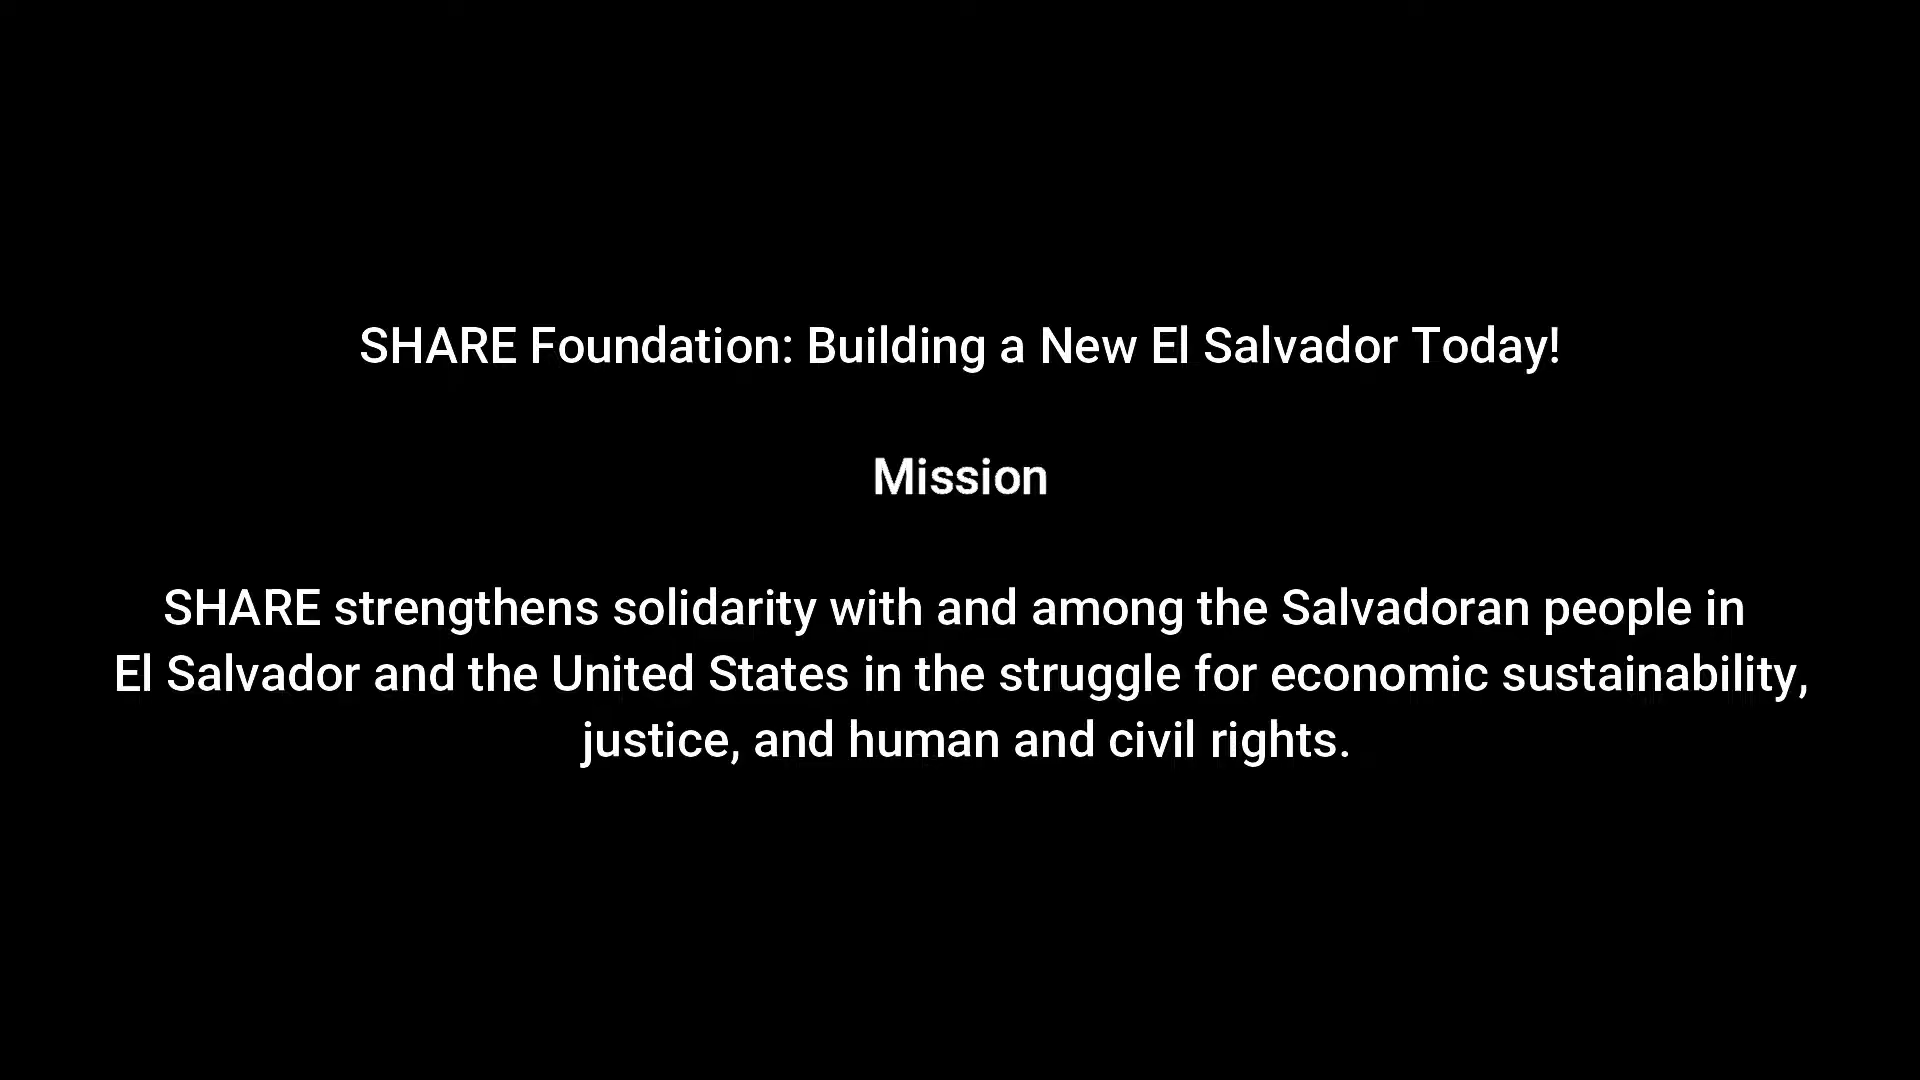 SHARE Foundation: Building a New El Salvador Today!
Mission
SHARE strengthens solidarity with and among the Salvadoran people in
El Salvador and the United States in the struggle for economic sustainability,
justice, and human and civil rights.